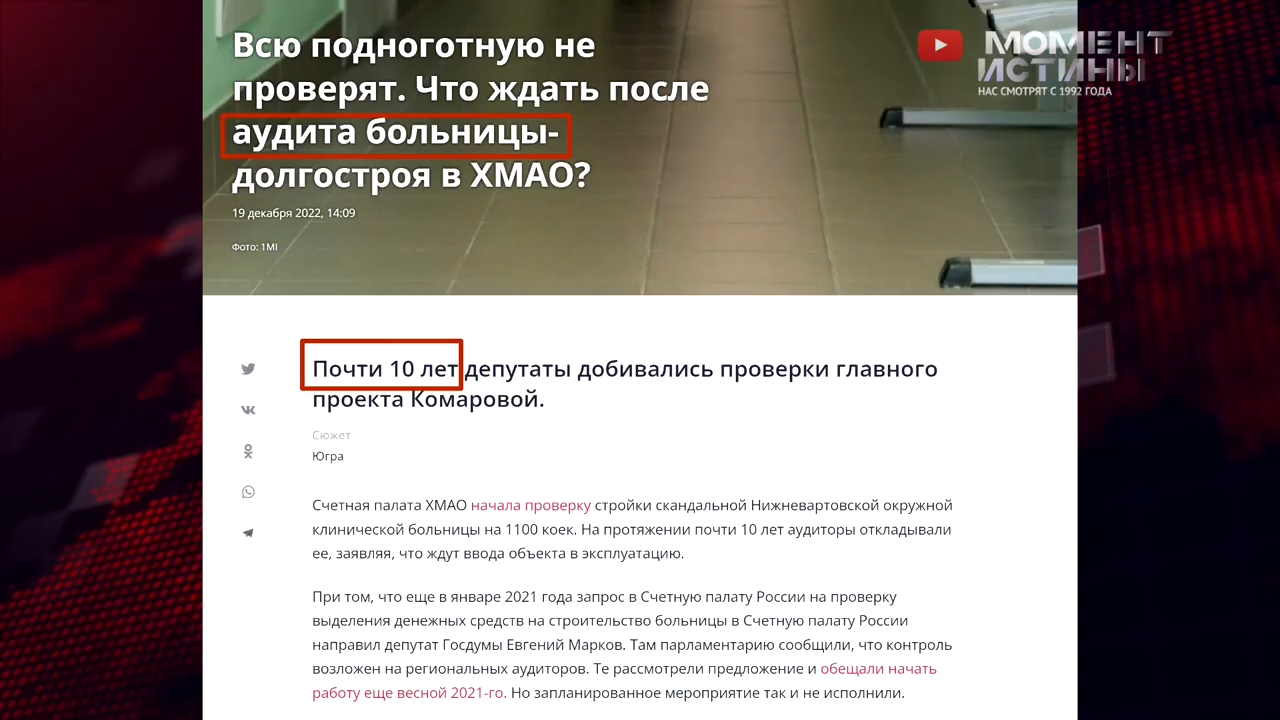 Всю подноготную не
проверят. Что ждать после
аудита больницы-
долгостроя в ХМАО?
19 декабря 2022, 14:09
Фото: 1MI
МОМЕНТ
ИСТИНЫ
НАС СМОТРЯТ С 1992 ГОДА
Почти 10 лет депутаты добивались проверки главного
проекта Комаровой.
Сюжет
Югра
Счетная палата ХМАО начала проверку стройки скандальной Нижневартовской окружной
клинической больницы на 1100 коек. На протяжении почти 10 лет аудиторы откладывали
ее, заявляя, что ждут ввода объекта в эксплуатацию.
При том, что еще в январе 2021 года запрос в Счетную палату России на проверку
выделения денежных средств на строительство больницы в Счетную палату России
направил депутат Госдумы Евгений Марков. Там парламентарию сообщили, что контроль
возложен на региональных аудиторов. Те рассмотрели предложение и обещали начать
работу еще весной 2021-го. Но запланированное мероприятие так и не исполнили.